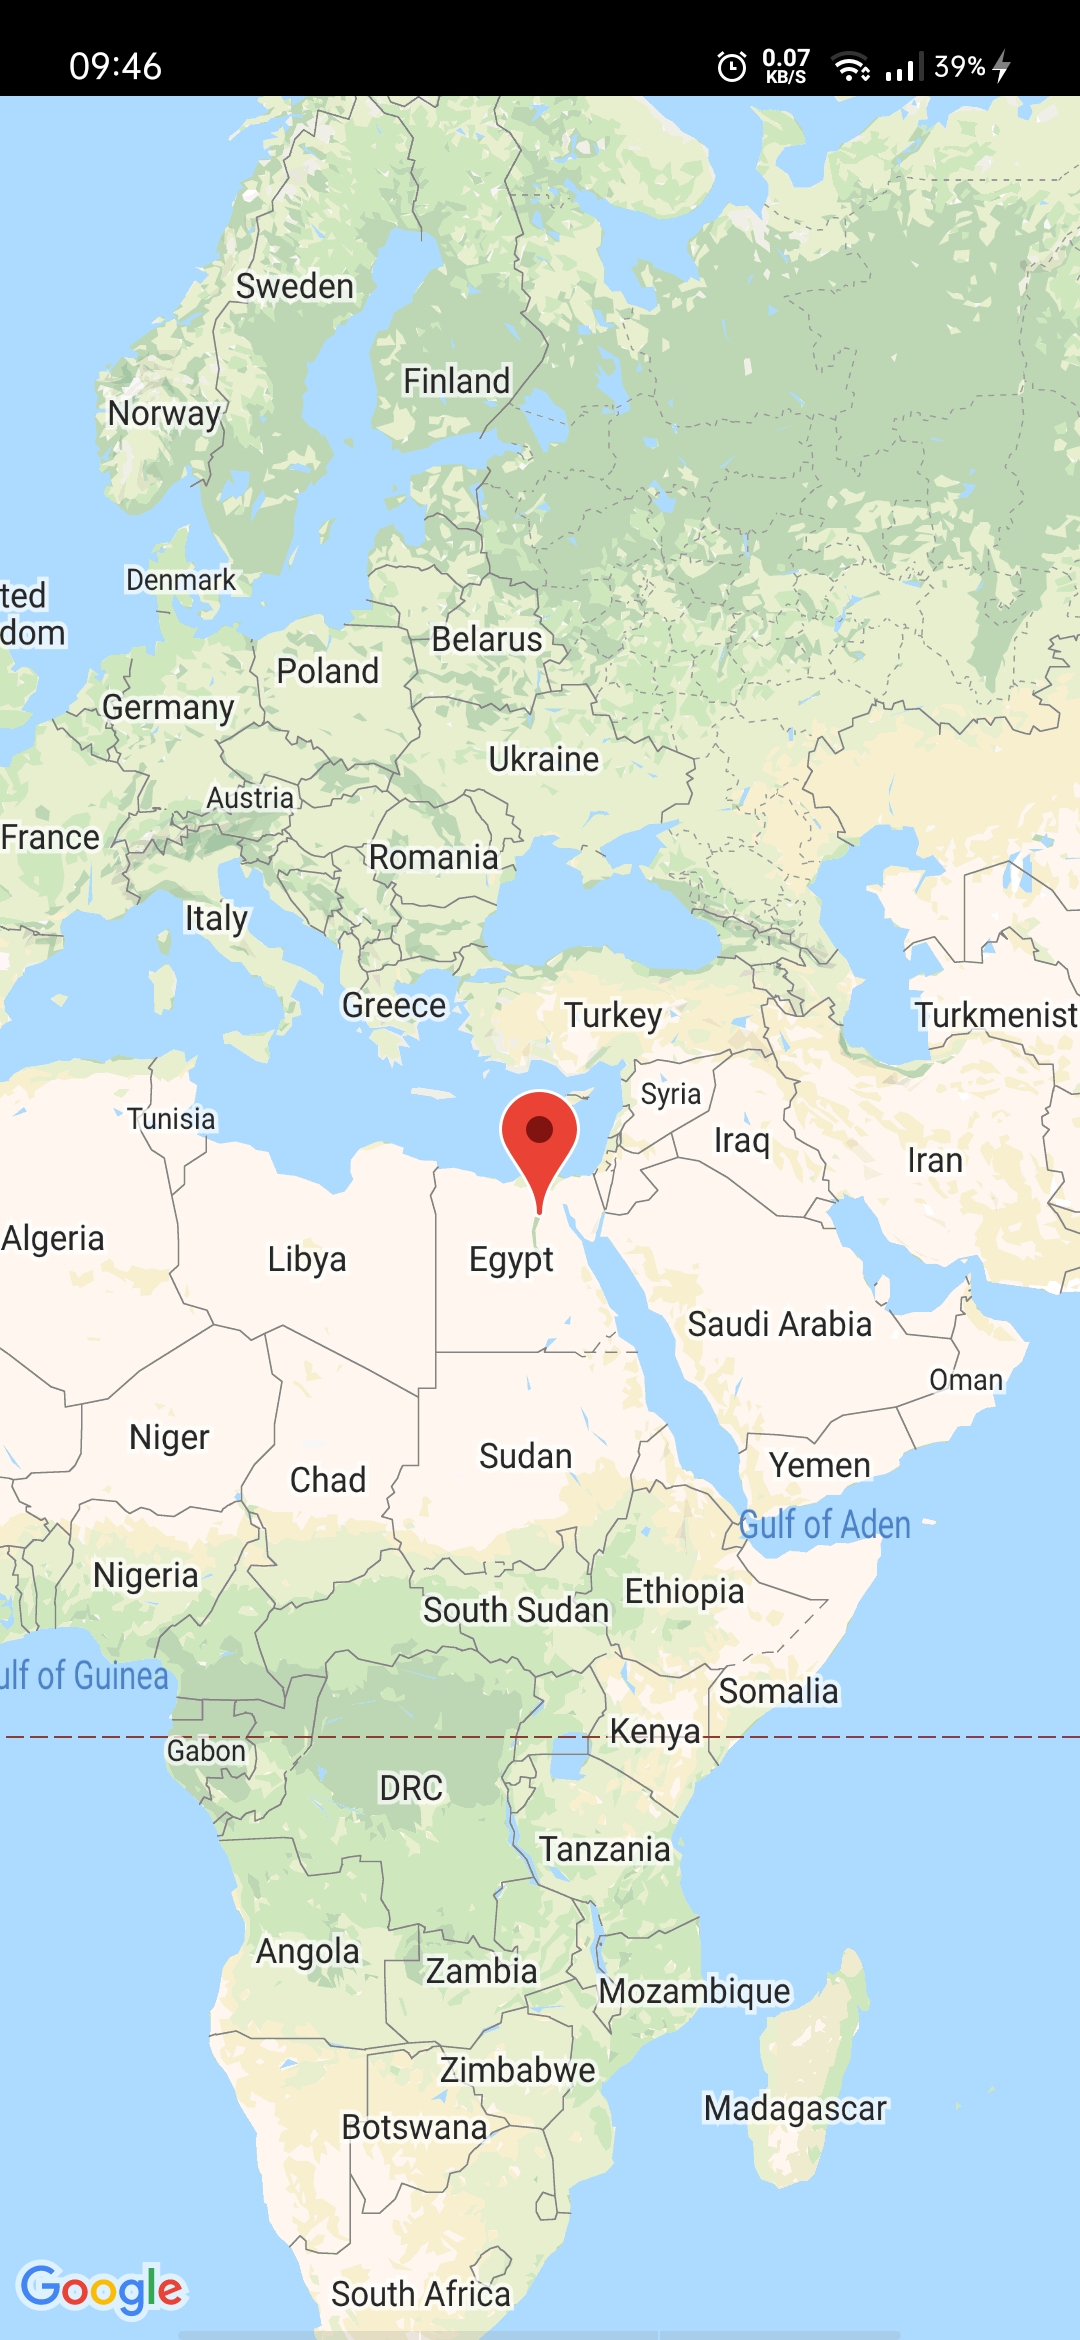 09:46
0.07
KB/S
39%
Sweden
Finland
Norway
Denmark
ted
dom
Belarus
Poland
Germany
Ukraine
Austria
France
Romania
Italy
Greece
Turkey
Turkmenist
Syria
Tunisia
Iraq
Iran
Algeria
Libya
Egypt
Saudi Arabia
Oman
Niger
Sudan
Chad
Yemen
Gulf of Aden
Nigeria
Ethiopia
South Sudan
ulf of Guinea
Somalia
Kenya
Gabon
DRC
Tanzania
Angola
Zambia
Mozambique
Zimbabwe
Madagascar
Botswana
Google
South Africa